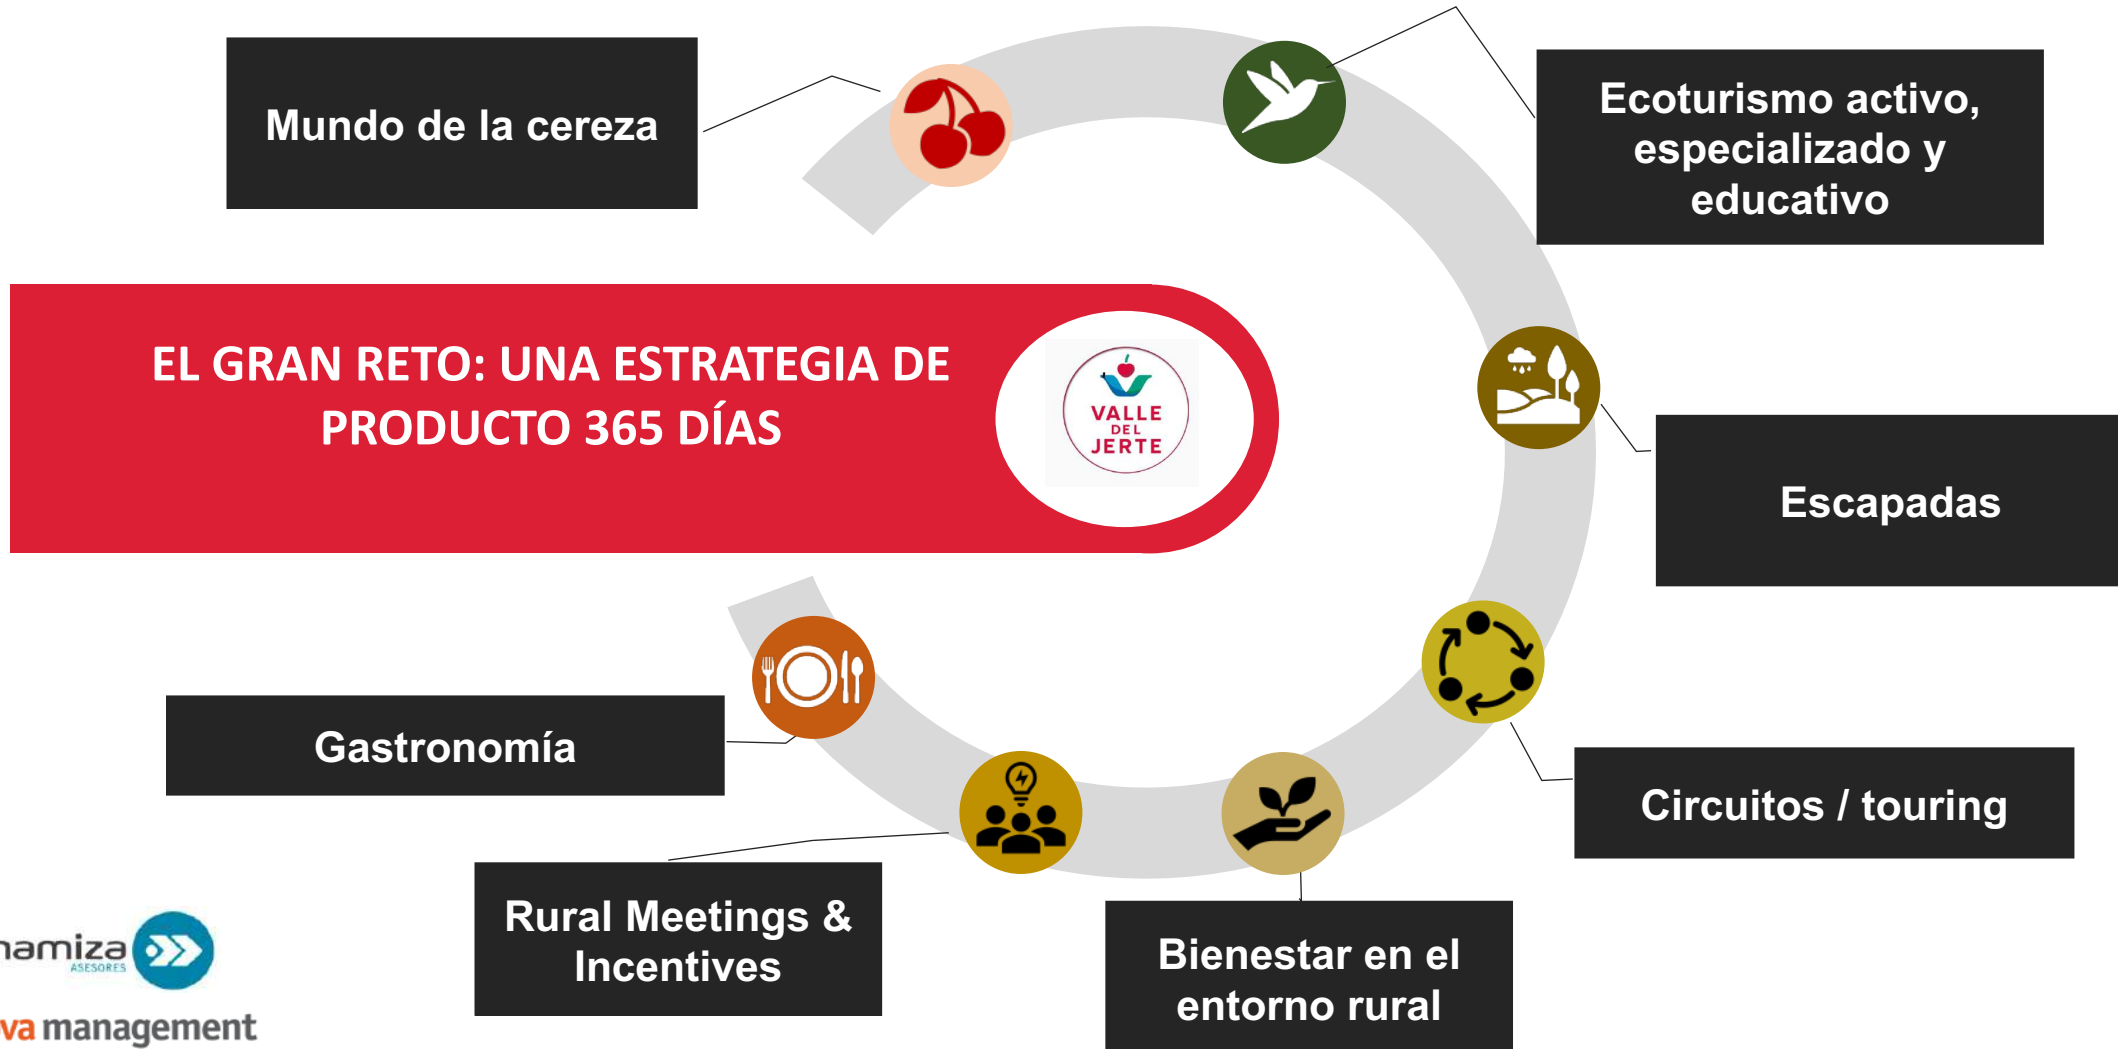 Mundo de la cereza
Ecoturismo activo,
especializado y
educativo
EL GRAN RETO: UNA ESTRATEGIA DE
PRODUCTO 365 DÍAS
VALLE
DEL
JERTE
Escapadas
Gastronomía
Circuitos / touring
Rural Meetings &
Incentives
Bienestar en el
entorno rural
namiza
ASESORES
va management